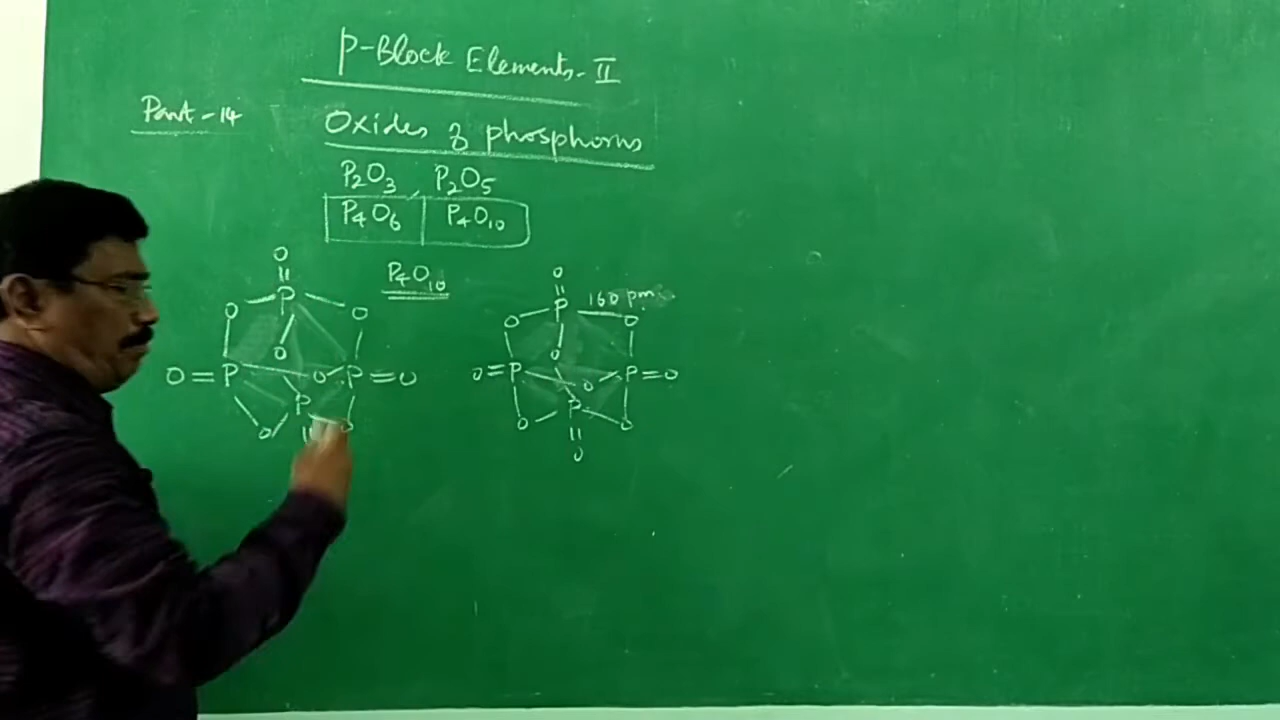 P-Block Elements-II
Part-14
Oxides of phosphorus
P2O3, P2O5
P4O6 P4O10
P4O10
O O
P P 160 pm
O O O O
O O
O=P O P=O O=P O P=O
P P
O O O O
O